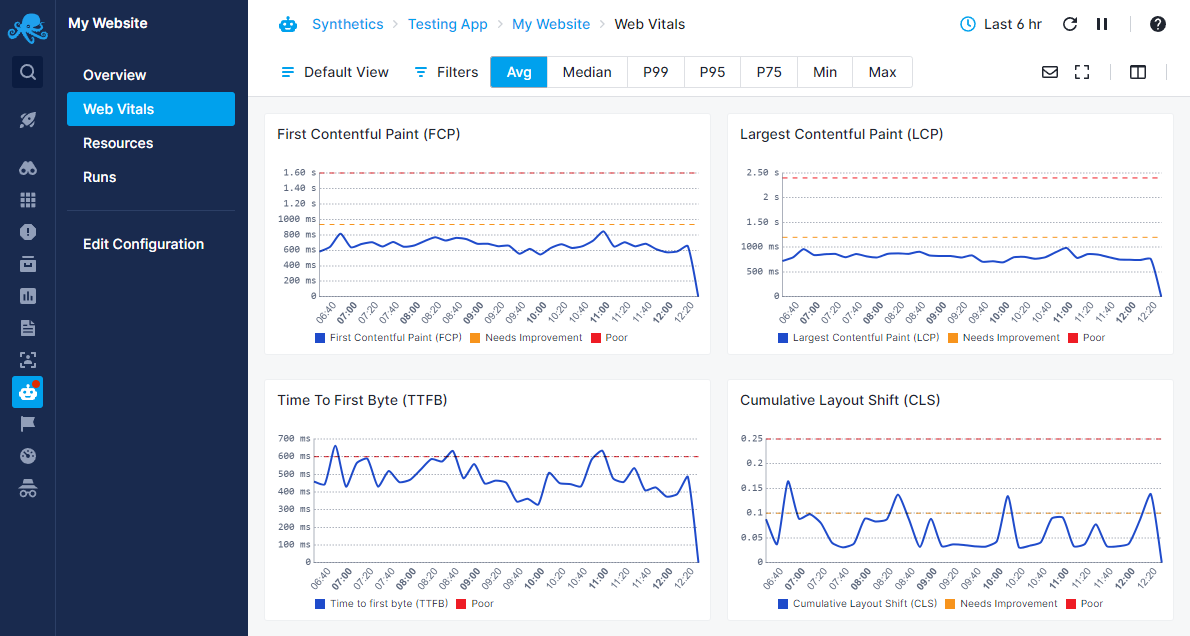 My Website
Overview
Web Vitals
Resources
Runs
Edit Configuration
Synthetics Testing App My Website Web Vitals
Last 6 hr
Default View Filters Avg Median P99 P95 P75 Min Max
First Contentful Paint (FCP)
1.60 s
1.40 s
1.20 s
1000 ms
800 ms
600 ms
400 ms
200 ms
0
06:40 07:00 07:20 07:40 08:00 08:20 08:40 09:00 09:20 09:40 10:00 10:20 10:40 11:00 11:20 11:40 12:00 12:20
First Contentful Paint (FCP) Needs Improvement Poor
Largest Contentful Paint (LCP)
2.50 s
2 s
1.50 s
1000 ms
500 ms
0
06:40 07:00 07:20 07:40 08:00 08:20 08:40 09:00 09:20 09:40 10:00 10:20 10:40 11:00 11:20 11:40 12:00 12:20
Largest Contentful Paint (LCP) Needs Improvement Poor
Time To First Byte (TTFB)
700 ms
600 ms
500 ms
400 ms
300 ms
200 ms
100 ms
0
06:40 07:00 07:20 07:40 08:00 08:20 08:40 09:00 09:20 09:40 10:00 10:20 10:40 11:00 11:20 11:40 12:00 12:20
Time to first byte (TTFB) Poor
Cumulative Layout Shift (CLS)
0.25
0.2
0.15
0.1
0.05
0
06:40 07:00 07:20 07:40 08:00 08:20 08:40 09:00 09:20 09:40 10:00 10:20 10:40 11:00 11:20 11:40 12:00 12:20
Cumulative Layout Shift (CLS) Needs Improvement Poor